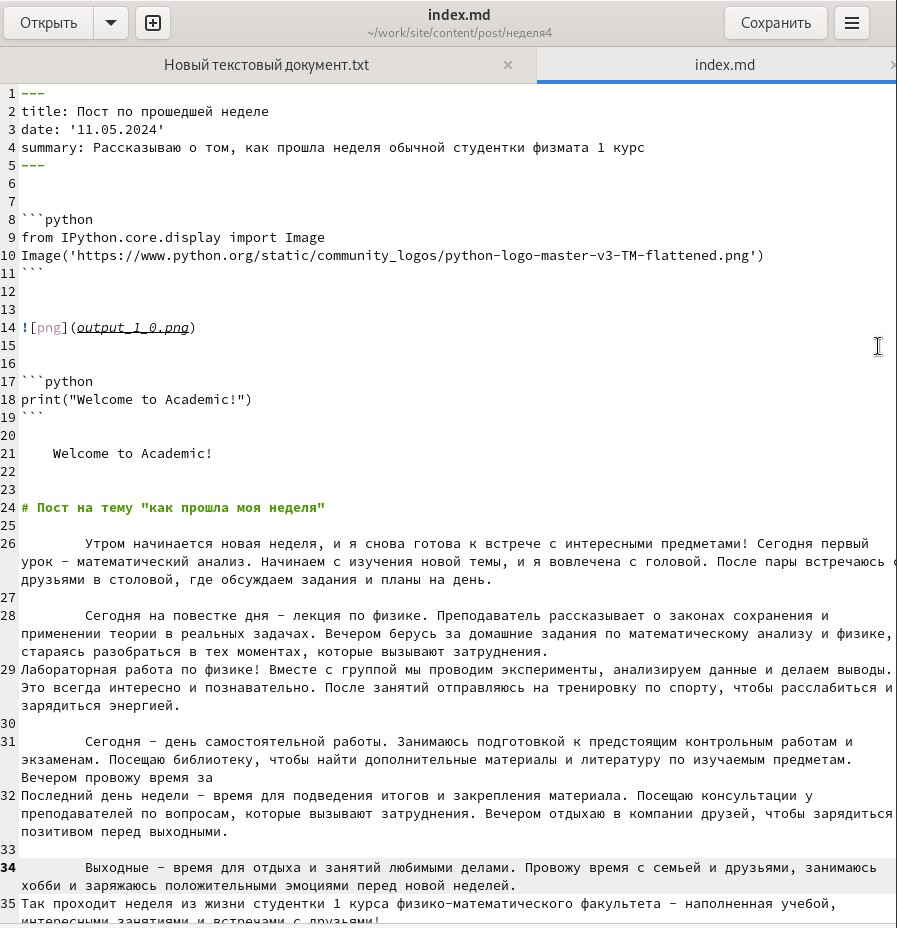 Открыть
index.md
~/work/site/content/post/неделя4
Сохранить
Новый текстовый документ.txt
index.md
1 ---
2 title: Пост по прошедшей неделе
3 date: '11.05.2024'
4 summary: Рассказываю о том, как прошла неделя обычной студентки физмата 1 курс
5 ---
6
7
8 ```python
9 from IPython.core.display import Image
10 Image('https://www.python.org/static/community_logos/python-logo-master-v3-TM-flattened.png')
11 ```
12
13
14 ![png](output_1_0.png)
15
16
17 ```python
18 print("Welcome to Academic!")
19 ```
20
21     Welcome to Academic!
22
23
24 # Пост на тему "как прошла моя неделя"
25
26         Утром начинается новая неделя, и я снова готова к встрече с интересными предметами! Сегодня первый
урок – математический анализ. Начинаем с изучения новой темы, и я вовлечена с головой. После пары встречаюсь с
друзьями в столовой, где обсуждаем задания и планы на день.
27
28         Сегодня на повестке дня – лекция по физике. Преподаватель рассказывает о законах сохранения и
применении теории в реальных задачах. Вечером берусь за домашние задания по математическому анализу и физике,
стараясь разобраться в тех моментах, которые вызывают затруднения.
29 Лабораторная работа по физике! Вместе с группой мы проводим эксперименты, анализируем данные и делаем выводы.
Это всегда интересно и познавательно. После занятий отправляюсь на тренировку по спорту, чтобы расслабиться и
зарядиться энергией.
30
31         Сегодня – день самостоятельной работы. Занимаюсь подготовкой к предстоящим контрольным работам и
экзаменам. Посещаю библиотеку, чтобы найти дополнительные материалы и литературу по изучаемым предметам.
Вечером провожу время за
32 Последний день недели – время для подведения итогов и закрепления материала. Посещаю консультации у
преподавателей по вопросам, которые вызывают затруднения. Вечером отдыхаю в компании друзей, чтобы зарядиться
позитивом перед выходными.
33
34         Выходные – время для отдыха и занятий любимыми делами. Провожу время с семьей и друзьями, занимаюсь
хобби и заряжаюсь положительными эмоциями перед новой неделей.
35 Так проходит неделя из жизни студентки 1 курса физико-математического факультета – наполненная учебой,
интересными занятиями и встречами с друзьями!